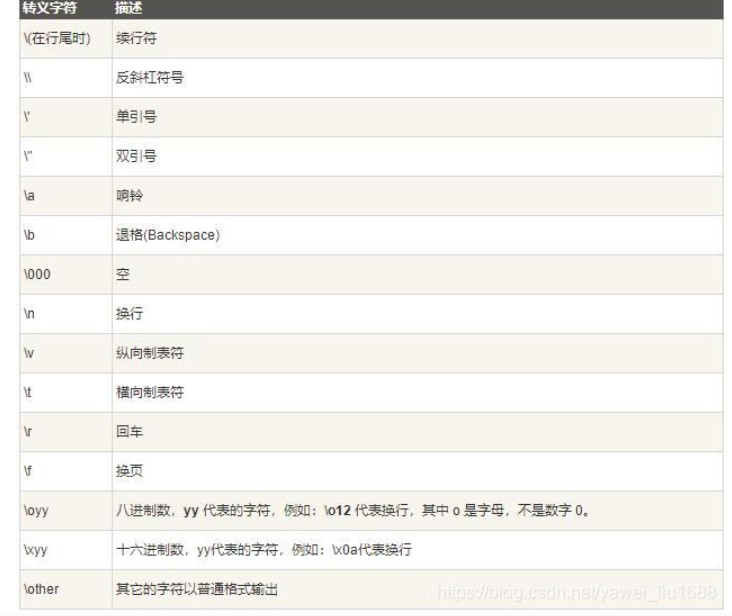 转义字符 描述
\(在行尾时) 续行符
\\ 反斜杠符号
\' 单引号
\" 双引号
\a 响铃
\b 退格(Backspace)
\000 空
\n 换行
\v 纵向制表符
\t 横向制表符
\r 回车
\f 换页
\oyy 八进制数，yy 代表的字符，例如：\o12 代表换行，其中 o 是字母，不是数字 0。
\xyy 十六进制数，yy代表的字符，例如：\x0a代表换行
\other 其它的字符以普通格式输出
https://blog.csdn.net/yawei_liu1688